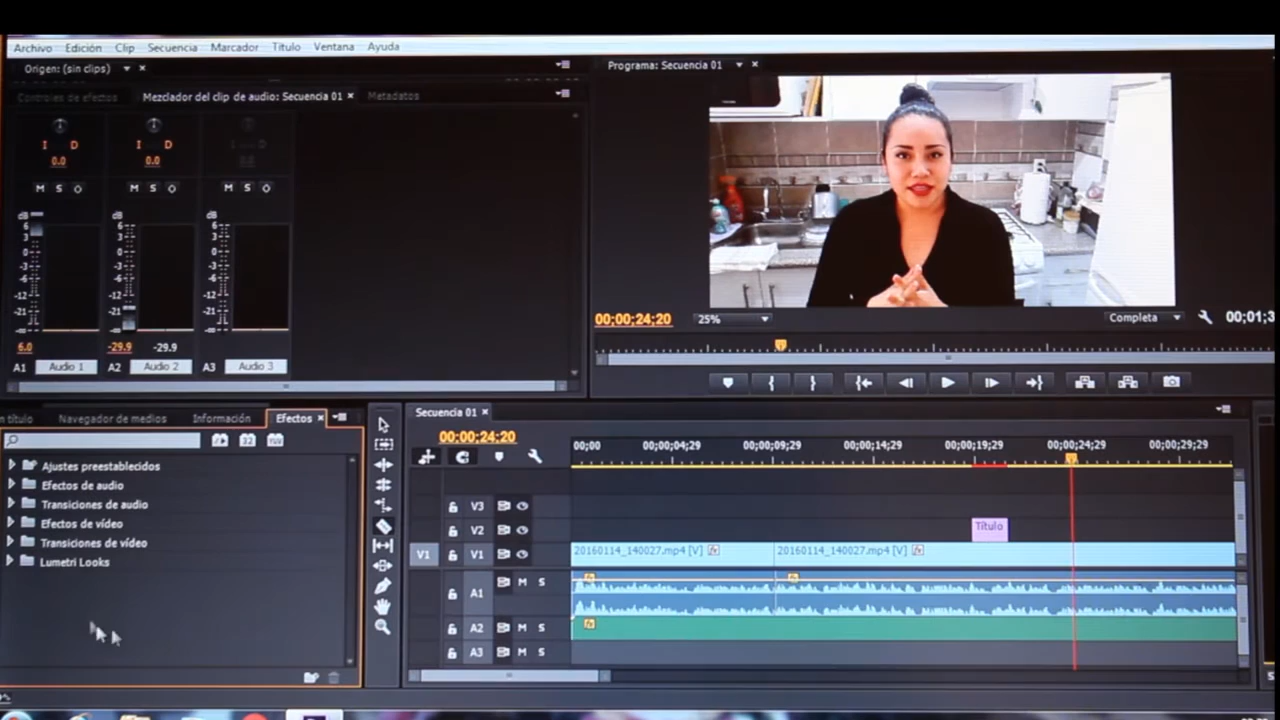 Archivo Edición Clip Secuencia Marcador Título Ventana Ayuda
Origen: (sin clips)
Programa: Secuencia 01
Controles de efectos Mezclador del clip de audio: Secuencia 01 Metadatos
I D I D I D
0.0 0.0
M S M S M S
dB dB dB
6 6 6
3 3 3
0 0 0
-3 -3 -3
-6 -6 -6
-12 -12 -12
-21 -21 -21
-∞ -∞ -∞
6.0 -29.9 -29.9
A1 Audio 1 A2 Audio 2 A3 Audio 3
00;00;24;20 25% Completa 00;01;3
título Navegador de medios Información Efectos
Secuencia 01
00;00;24;20
00;00 00;00;04;29 00;00;09;29 00;00;14;29 00;00;19;29 00;00;24;29 00;00;29;29
Ajustes preestablecidos
Efectos de audio
Transiciones de audio
Efectos de vídeo
Transiciones de vídeo
Lumetri Looks
V3
V2 Título
V1 V1 20160114_140027.mp4 [V] fx 20160114_140027.mp4 [V] fx
A1 M S
A2 M S
A3 M S